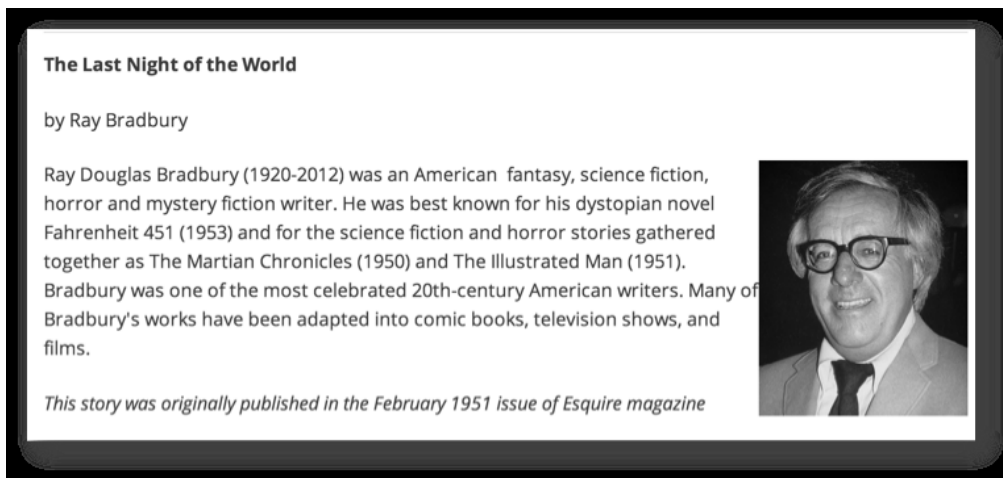 The Last Night of the World
by Ray Bradbury
Ray Douglas Bradbury (1920-2012) was an American  fantasy, science fiction,
horror and mystery fiction writer. He was best known for his dystopian novel
Fahrenheit 451 (1953) and for the science fiction and horror stories gathered
together as The Martian Chronicles (1950) and The Illustrated Man (1951).
Bradbury was one of the most celebrated 20th-century American writers. Many of
Bradbury's works have been adapted into comic books, television shows, and
films.
This story was originally published in the February 1951 issue of Esquire magazine